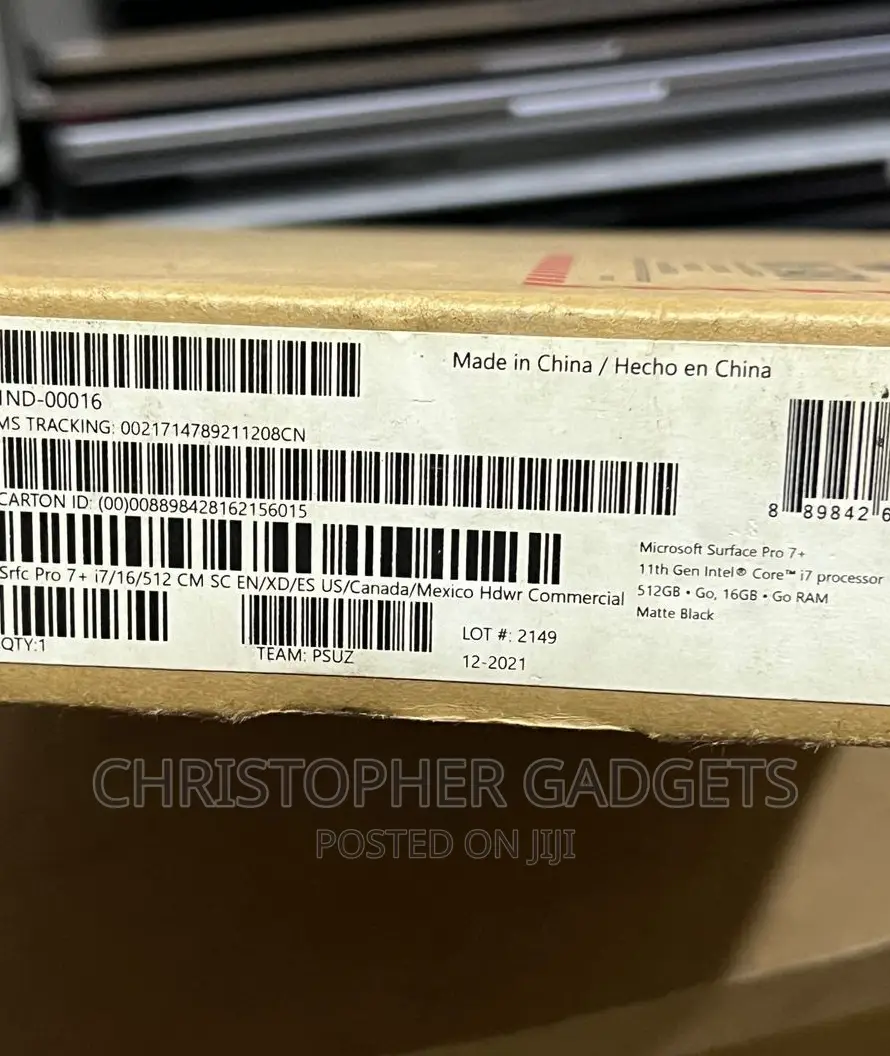 1ND-00016
MS TRACKING: 0021714789211208CN
CARTON ID: (00)008898428162156015
Srfc Pro 7+ i7/16/512 CM SC EN/XD/ES US/Canada/Mexico Hdwr Commercial
QTY:1
TEAM: PSUZ
LOT #: 2149
12-2021
Made in China / Hecho en China
8 89842 6
Microsoft Surface Pro 7+
11th Gen Intel® Core™ i7 processor
512GB • Go, 16GB • Go RAM
Matte Black
CHRISTOPHER GADGETS
POSTED ON JIJI